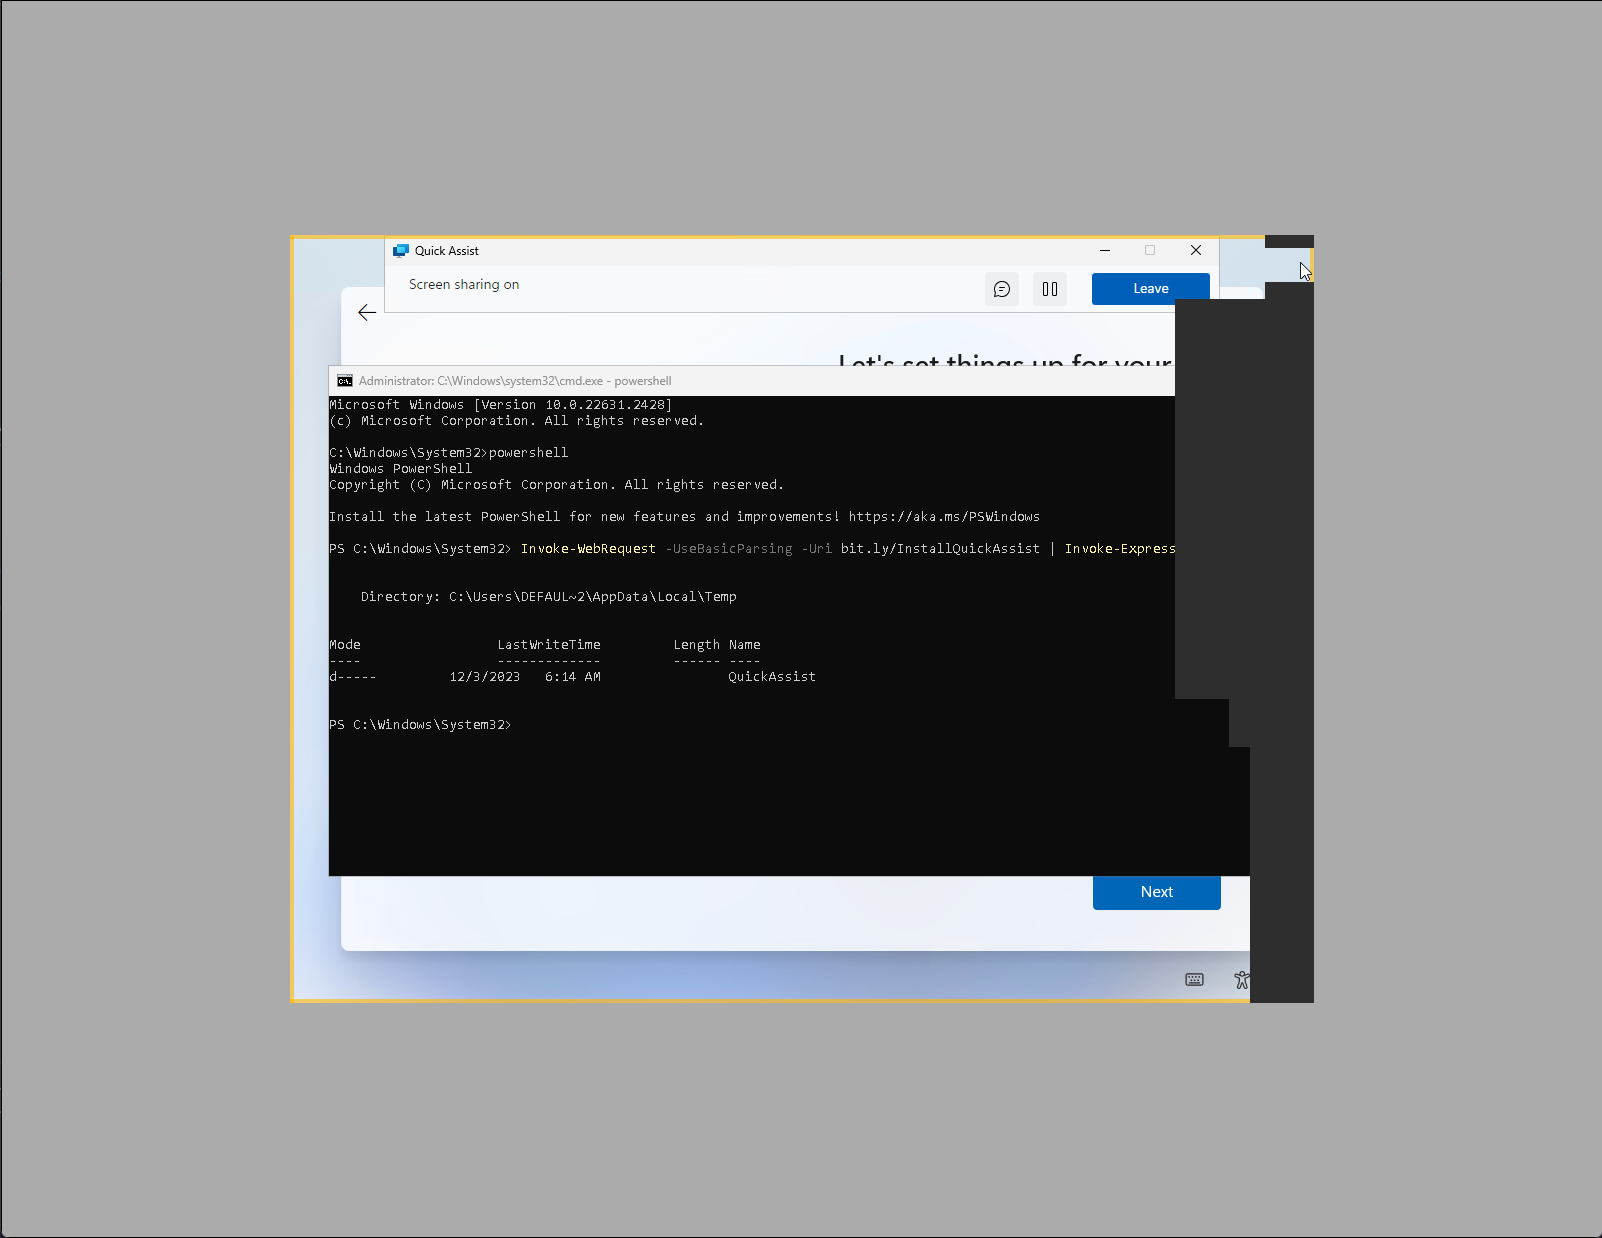 Quick Assist
Screen sharing on
Leave
Let's set things up for your
Administrator: C:\Windows\system32\cmd.exe - powershell
Microsoft Windows [Version 10.0.22631.2428]
(c) Microsoft Corporation. All rights reserved.
C:\Windows\System32>powershell
Windows PowerShell
Copyright (C) Microsoft Corporation. All rights reserved.
Install the latest PowerShell for new features and improvements! https://aka.ms/PSWindows
PS C:\Windows\System32> Invoke-WebRequest -UseBasicParsing -Uri bit.ly/InstallQuickAssist | Invoke-Express
Directory: C:\Users\DEFAUL~2\AppData\Local\Temp
Mode LastWriteTime Length Name
---- ------------- ------ ----
d----- 12/3/2023 6:14 AM QuickAssist
PS C:\Windows\System32>
Next